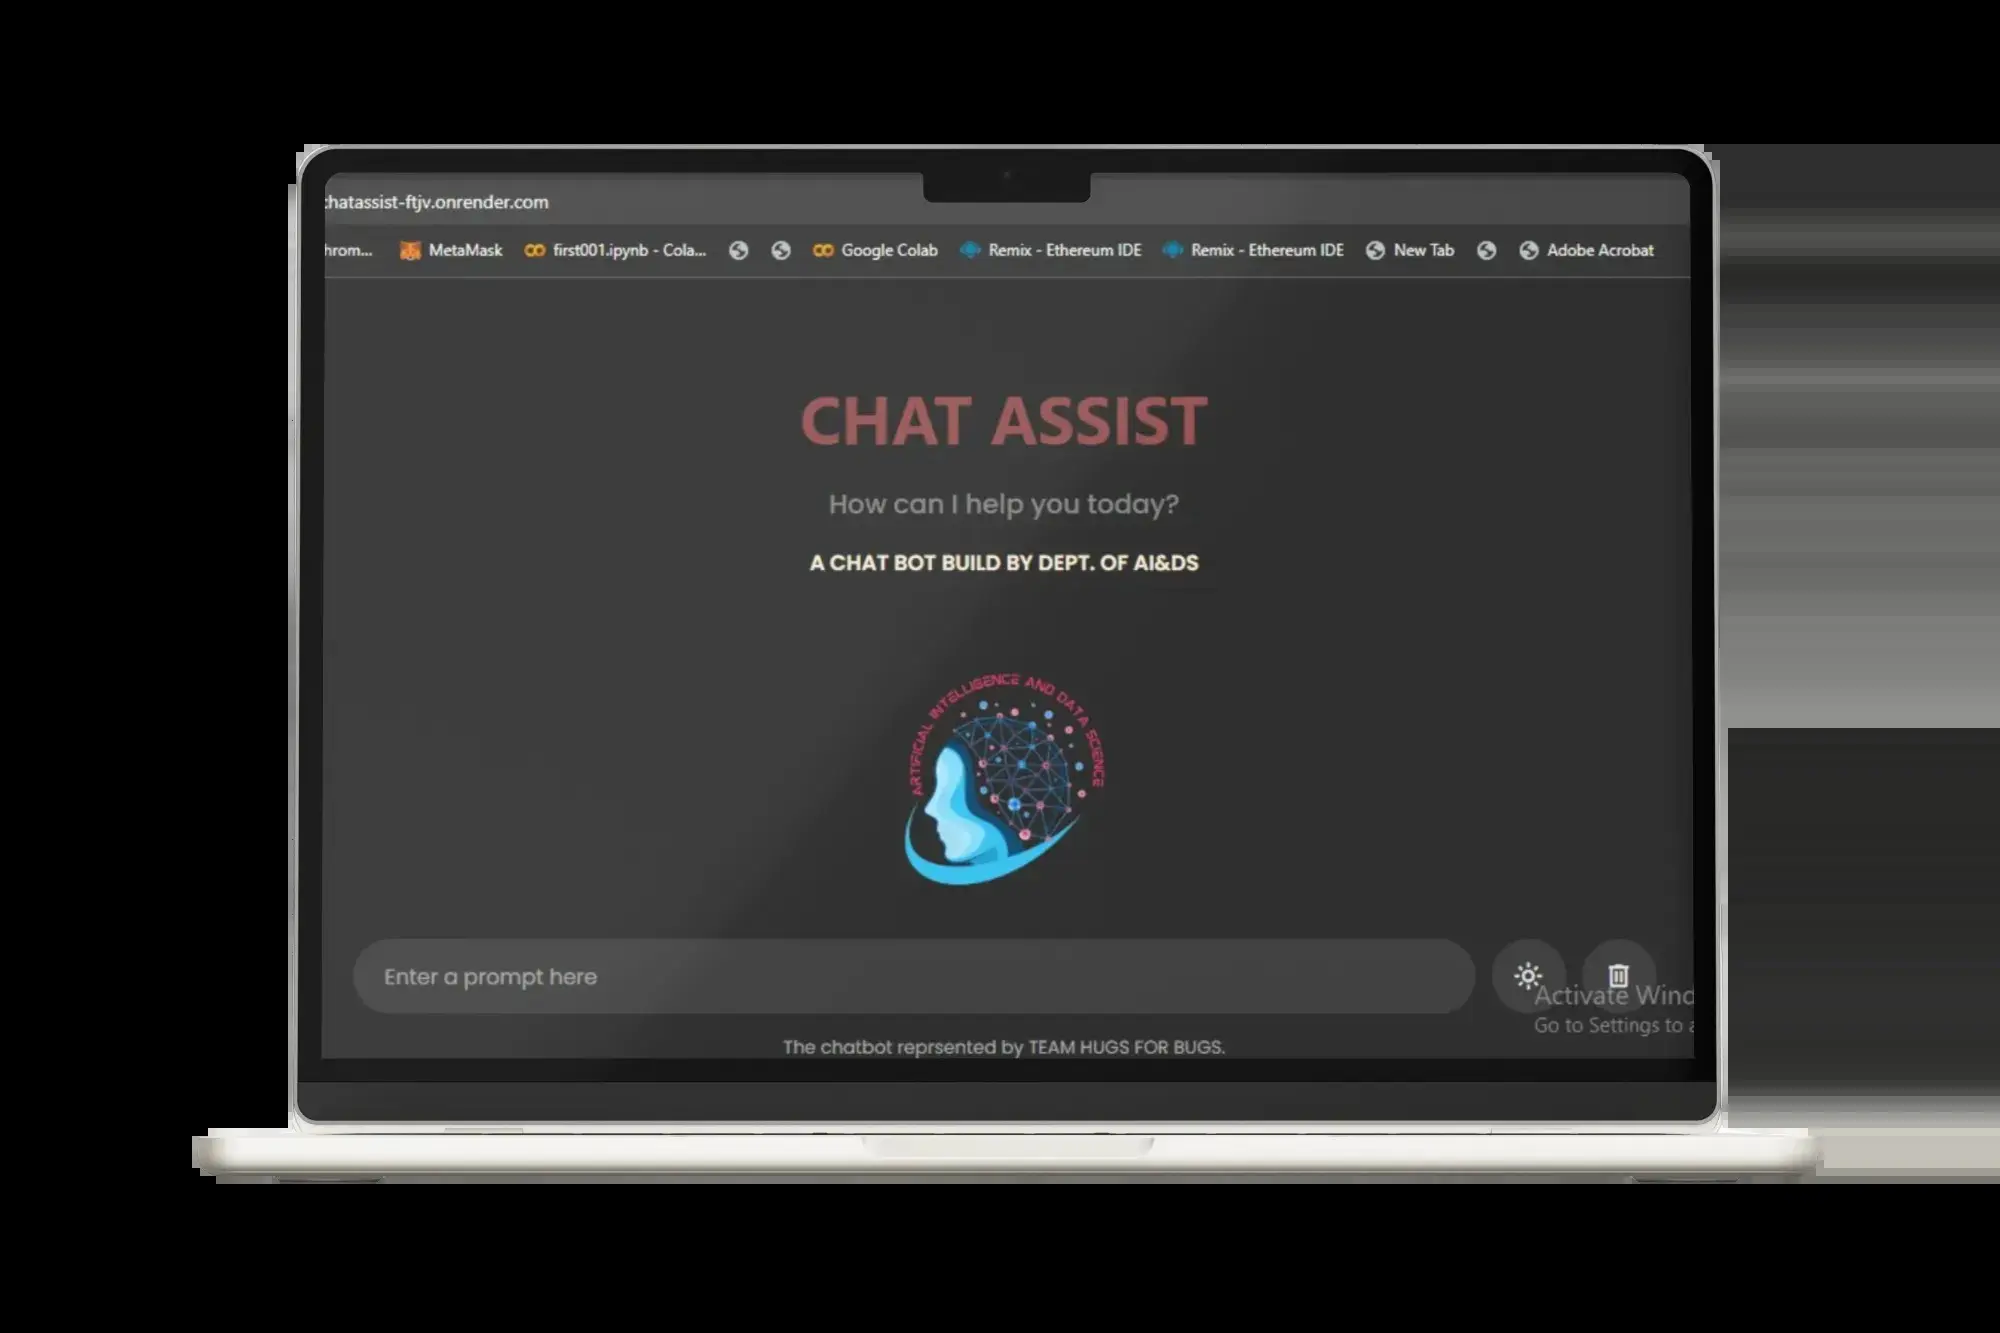 chatassist-ftjv.onrender.com
hrom... MetaMask first001.ipynb - Cola... Google Colab Remix - Ethereum IDE Remix - Ethereum IDE New Tab Adobe Acrobat
CHAT ASSIST
How can I help you today?
A CHAT BOT BUILD BY DEPT. OF AI&DS
ARTIFICIAL INTELLIGENCE AND DATA SCIENCE
Enter a prompt here
Activate Wind
Go to Settings to a
The chatbot reprsented by TEAM HUGS FOR BUGS.